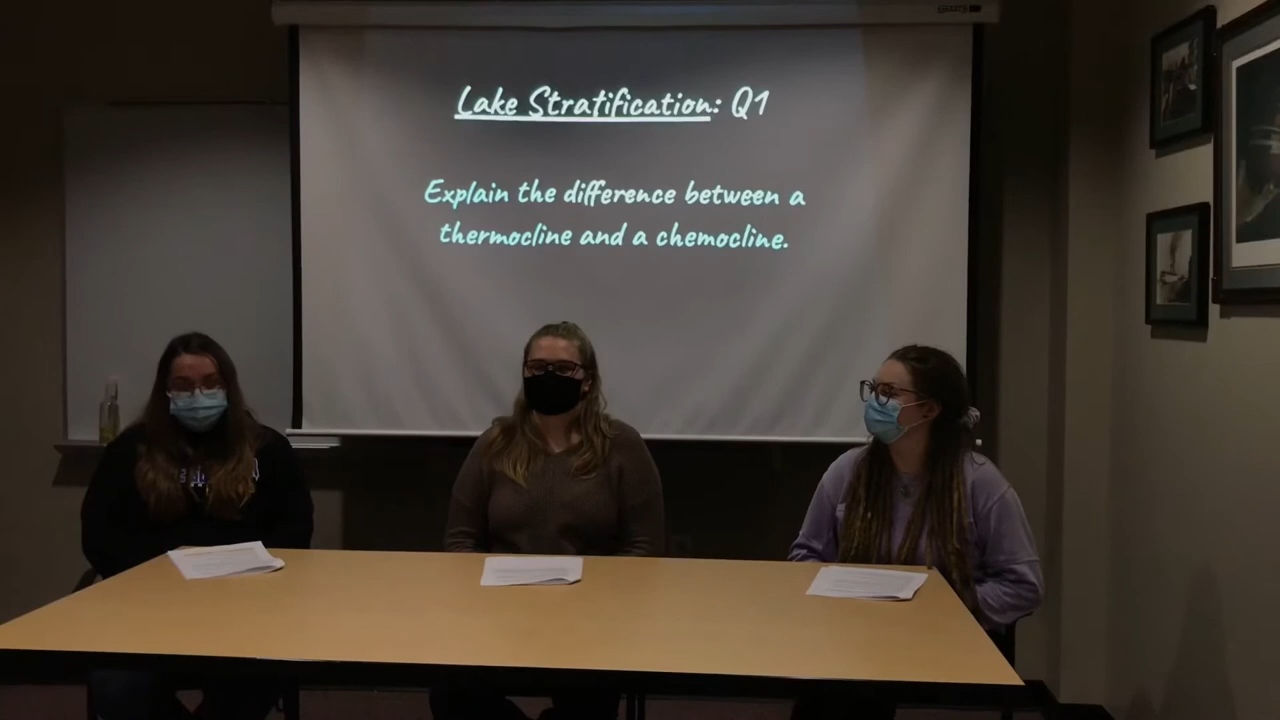 Lake Stratification: Q1
Explain the difference between a
thermocline and a chemocline.